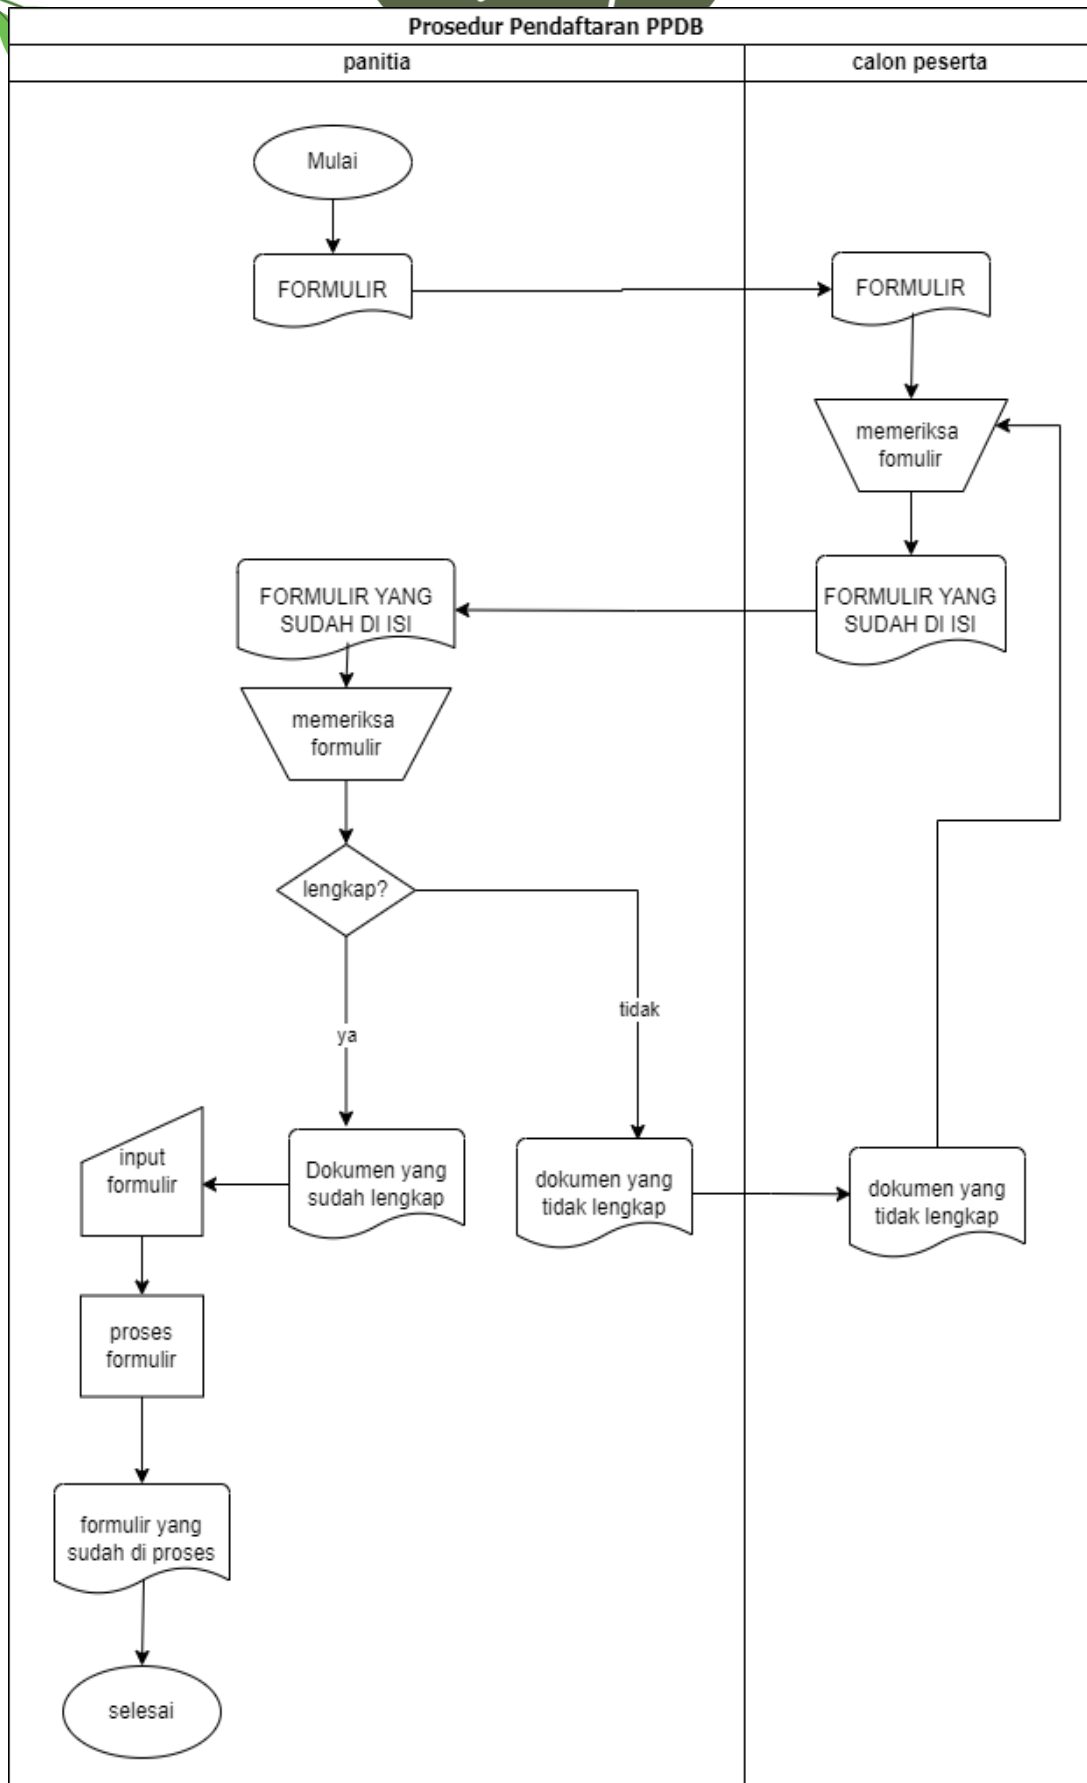 Prosedur Pendaftaran PPDB
panitia
calon peserta
Mulai
FORMULIR
FORMULIR
memeriksa
fomulir
FORMULIR YANG
SUDAH DI ISI
FORMULIR YANG
SUDAH DI ISI
memeriksa
formulir
lengkap?
tidak
ya
input
formulir
Dokumen yang
sudah lengkap
dokumen yang
tidak lengkap
dokumen yang
tidak lengkap
proses
formulir
formulir yang
sudah di proses
selesai